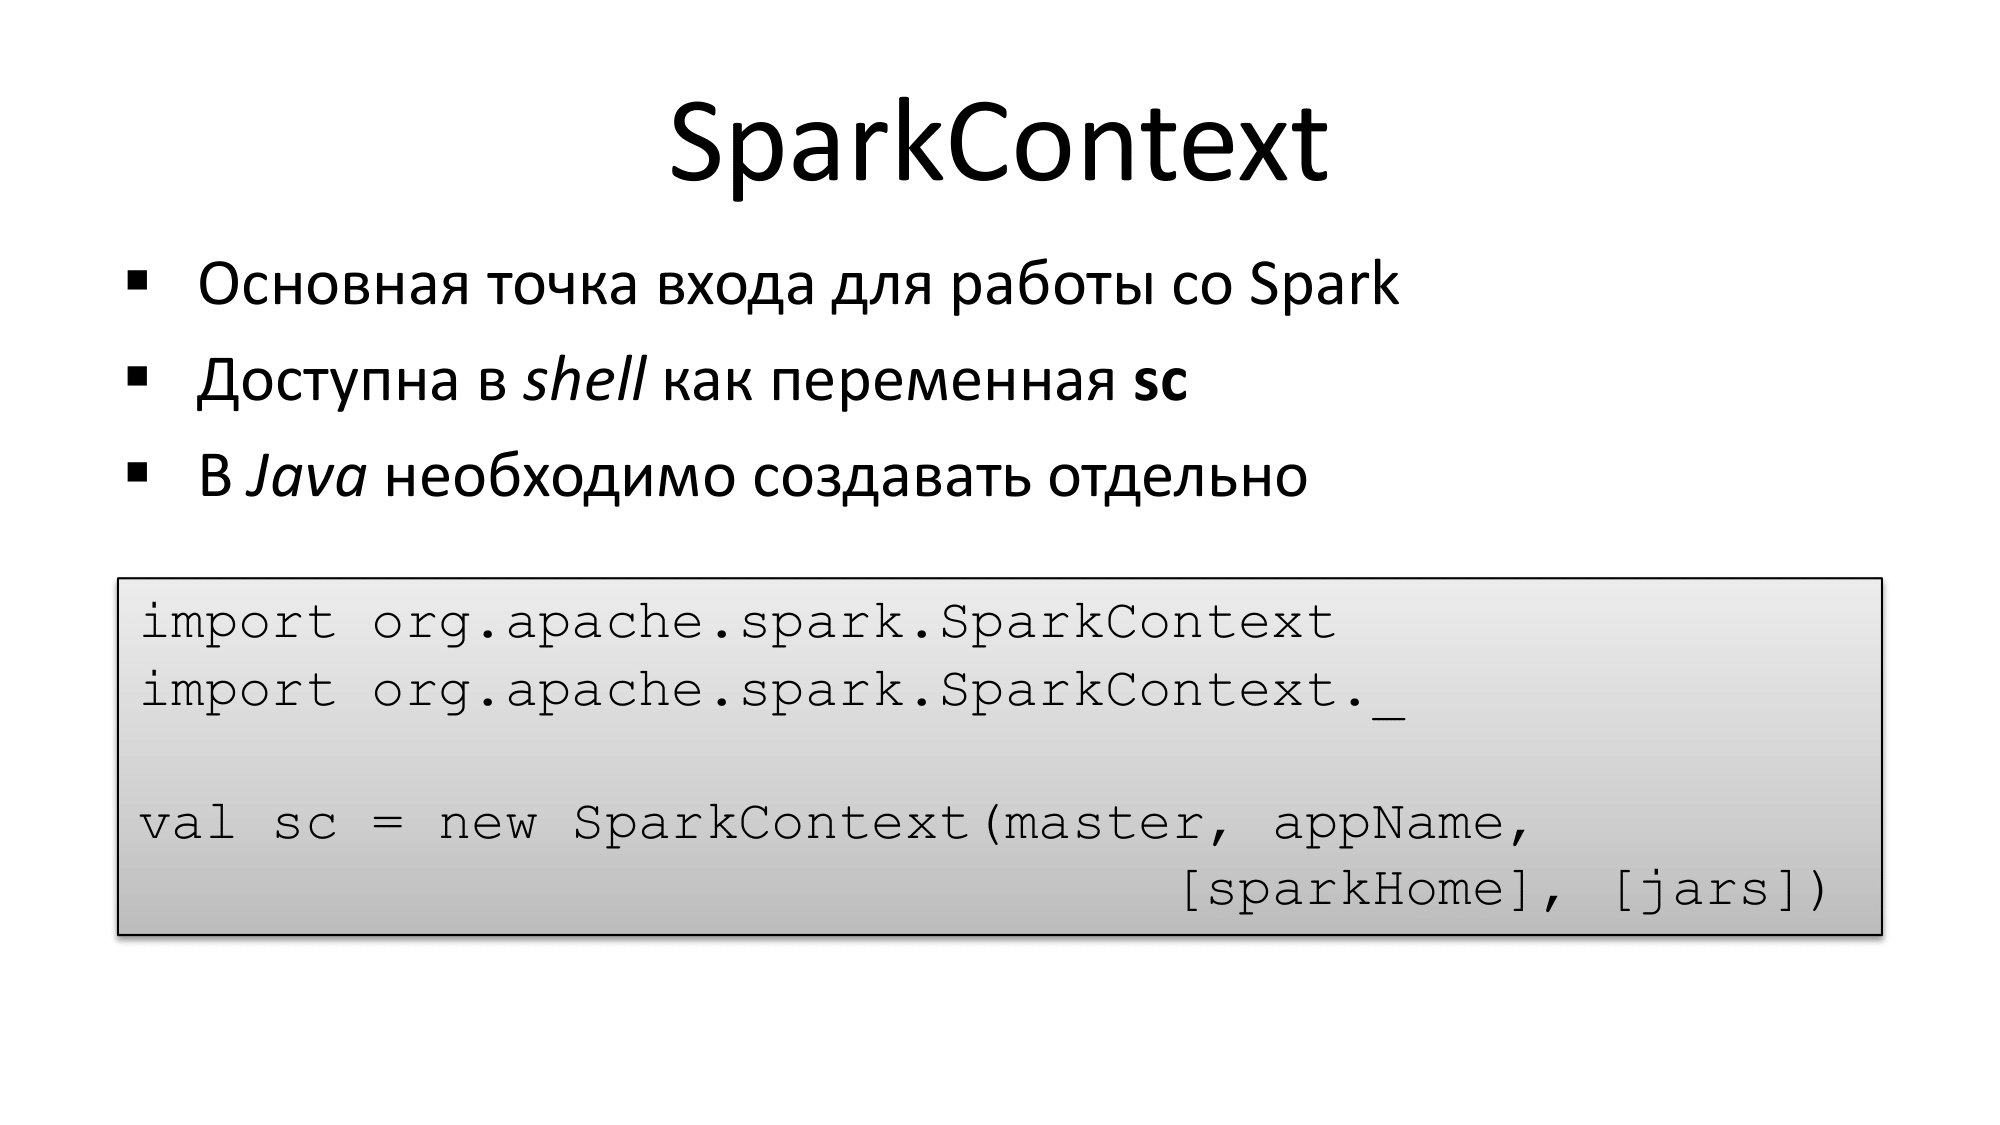 SparkContext
▪ Основная точка входа для работы со Spark
▪ Доступна в shell как переменная sc
▪ В Java необходимо создавать отдельно
import org.apache.spark.SparkContext
import org.apache.spark.SparkContext._
val sc = new SparkContext(master, appName,
[sparkHome], [jars])